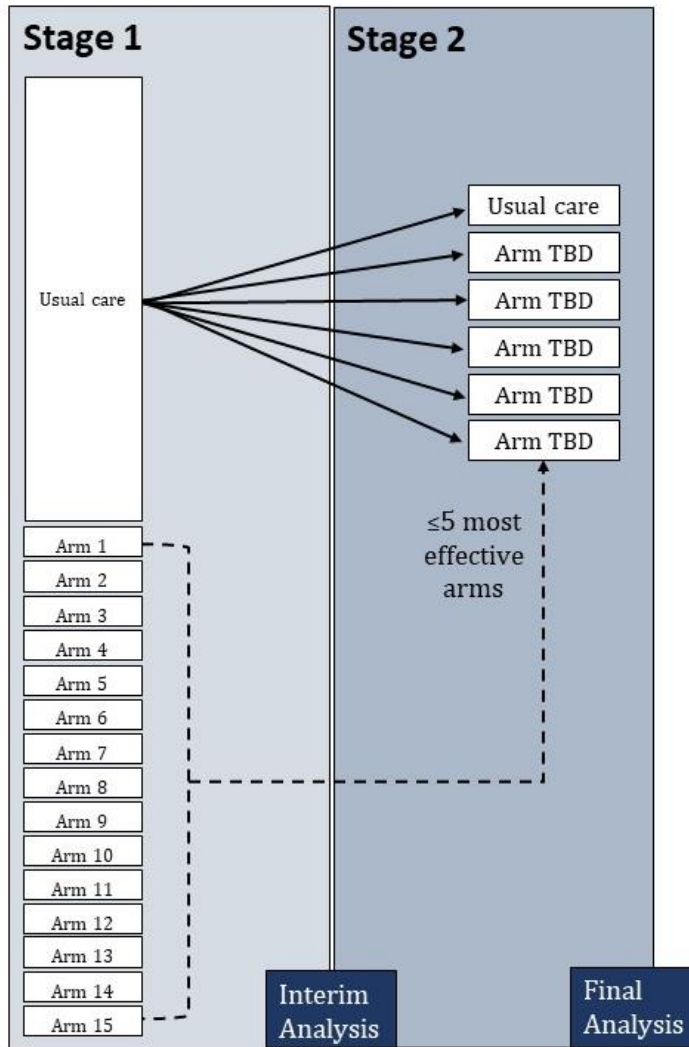 Stage 1
Usual care
Arm 1
Arm 2
Arm 3
Arm 4
Arm 5
Arm 6
Arm 7
Arm 8
Arm 9
Arm 10
Arm 11
Arm 12
Arm 13
Arm 14
Arm 15
Interim
Analysis
Stage 2
Usual care
Arm TBD
Arm TBD
Arm TBD
Arm TBD
Arm TBD
≤5 most
effective
arms
Final
Analysis